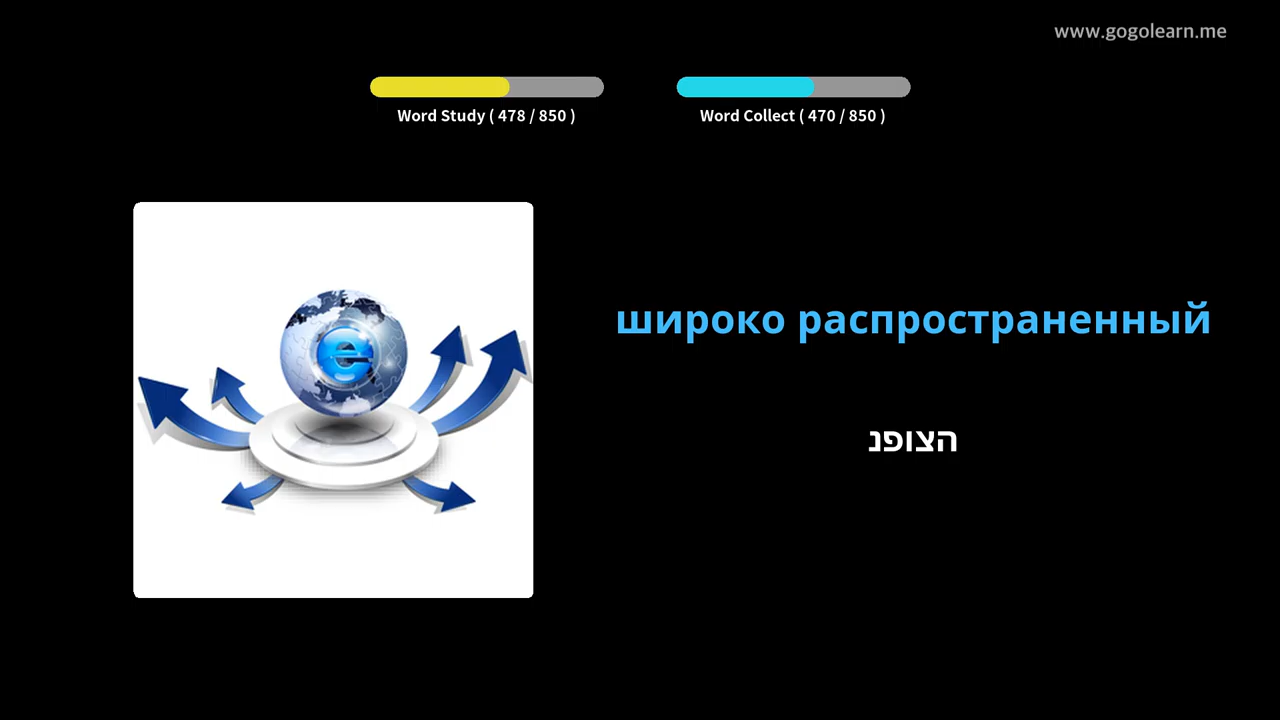 www.gogolearn.me
Word Study ( 478 / 850 )
Word Collect ( 470 / 850 )
e
широко распространенный
הצופנ